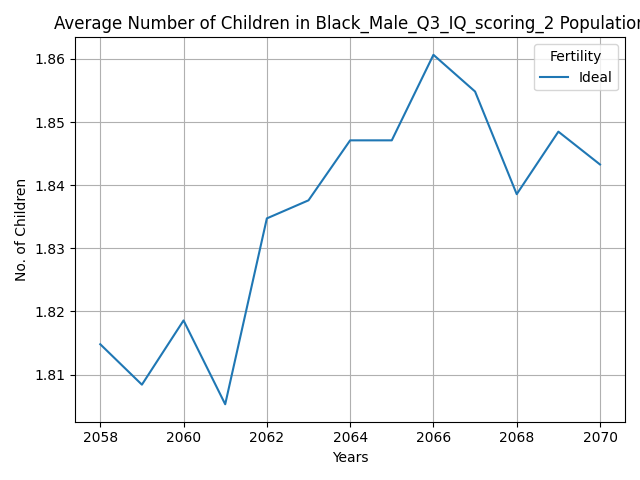 Average Number of Children in Black_Male_Q3_IQ_scoring_2 Population
Fertility
Ideal
1.86
1.85
1.84
1.83
1.82
1.81
No. of Children
2058 2060 2062 2064 2066 2068 2070
Years